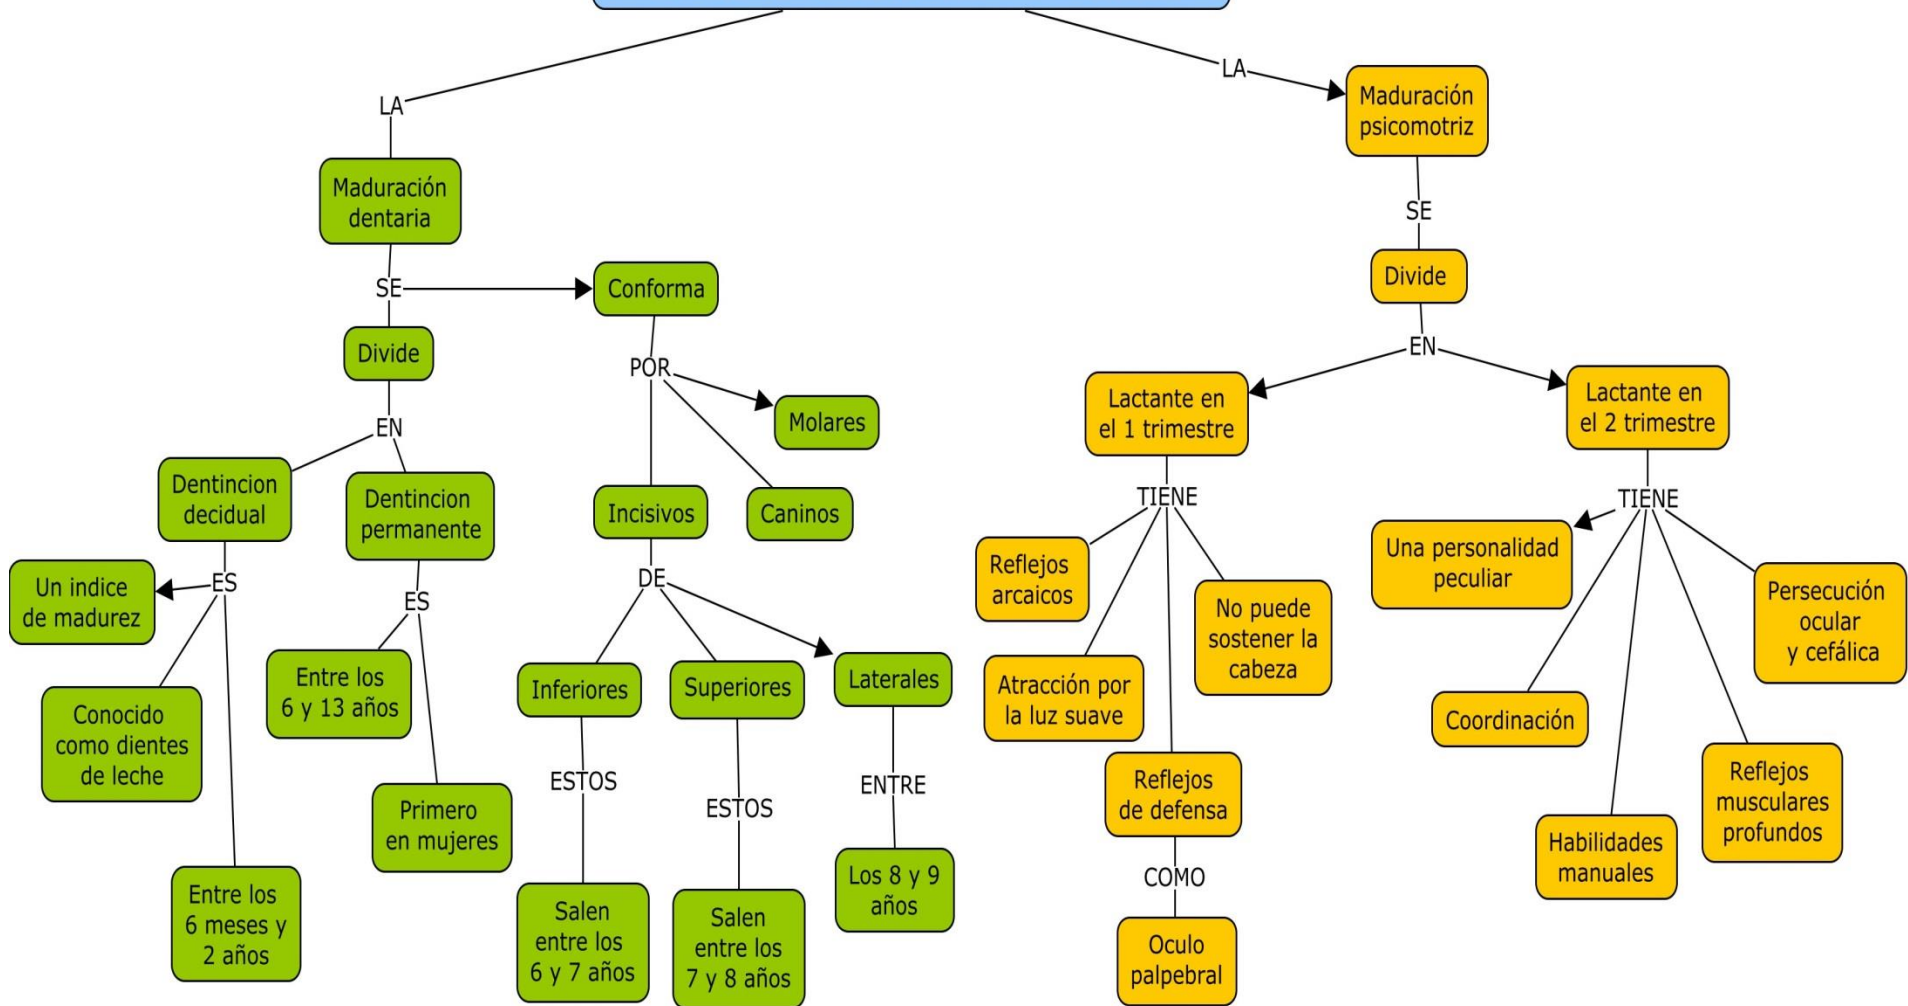 LA
LA
Maduración
psicomotriz
Maduración
dentaria
SE
SE
Conforma
Divide
Divide
POR
EN
EN
Molares
Lactante en
el 1 trimestre
Lactante en
el 2 trimestre
Dentincion
decidual
Dentincion
permanente
Incisivos
Caninos
TIENE
TIENE
Un indice
de madurez
ES
ES
DE
Reflejos
arcaicos
No puede
sostener la
cabeza
Una personalidad
peculiar
Persecución
ocular
y cefálica
Conocido
como dientes
de leche
Entre los
6 y 13 años
Inferiores
Superiores
Laterales
Atracción por
la luz suave
Coordinación
Primero
en mujeres
ESTOS
ESTOS
ENTRE
Reflejos
de defensa
Reflejos
musculares
profundos
Habilidades
manuales
Entre los
6 meses y
2 años
Salen
entre los
6 y 7 años
Salen
entre los
7 y 8 años
Los 8 y 9
años
COMO
Oculo
palpebral